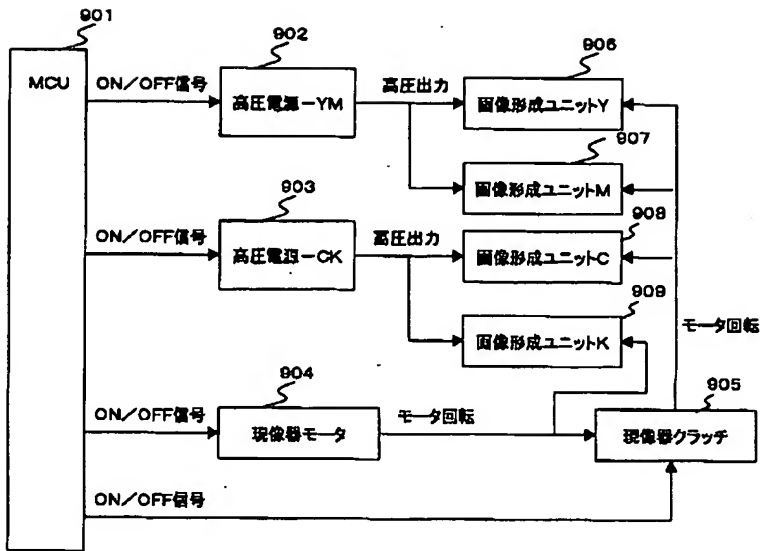 901
MCU
ON/OFF信号
902
高圧電源-YM
高圧出力
906
画像形成ユニットY
907
画像形成ユニットM
ON/OFF信号
903
高圧電源-CK
高圧出力
908
画像形成ユニットC
909
画像形成ユニットK
モータ回転
ON/OFF信号
904
現像器モータ
モータ回転
905
現像器クラッチ
ON/OFF信号